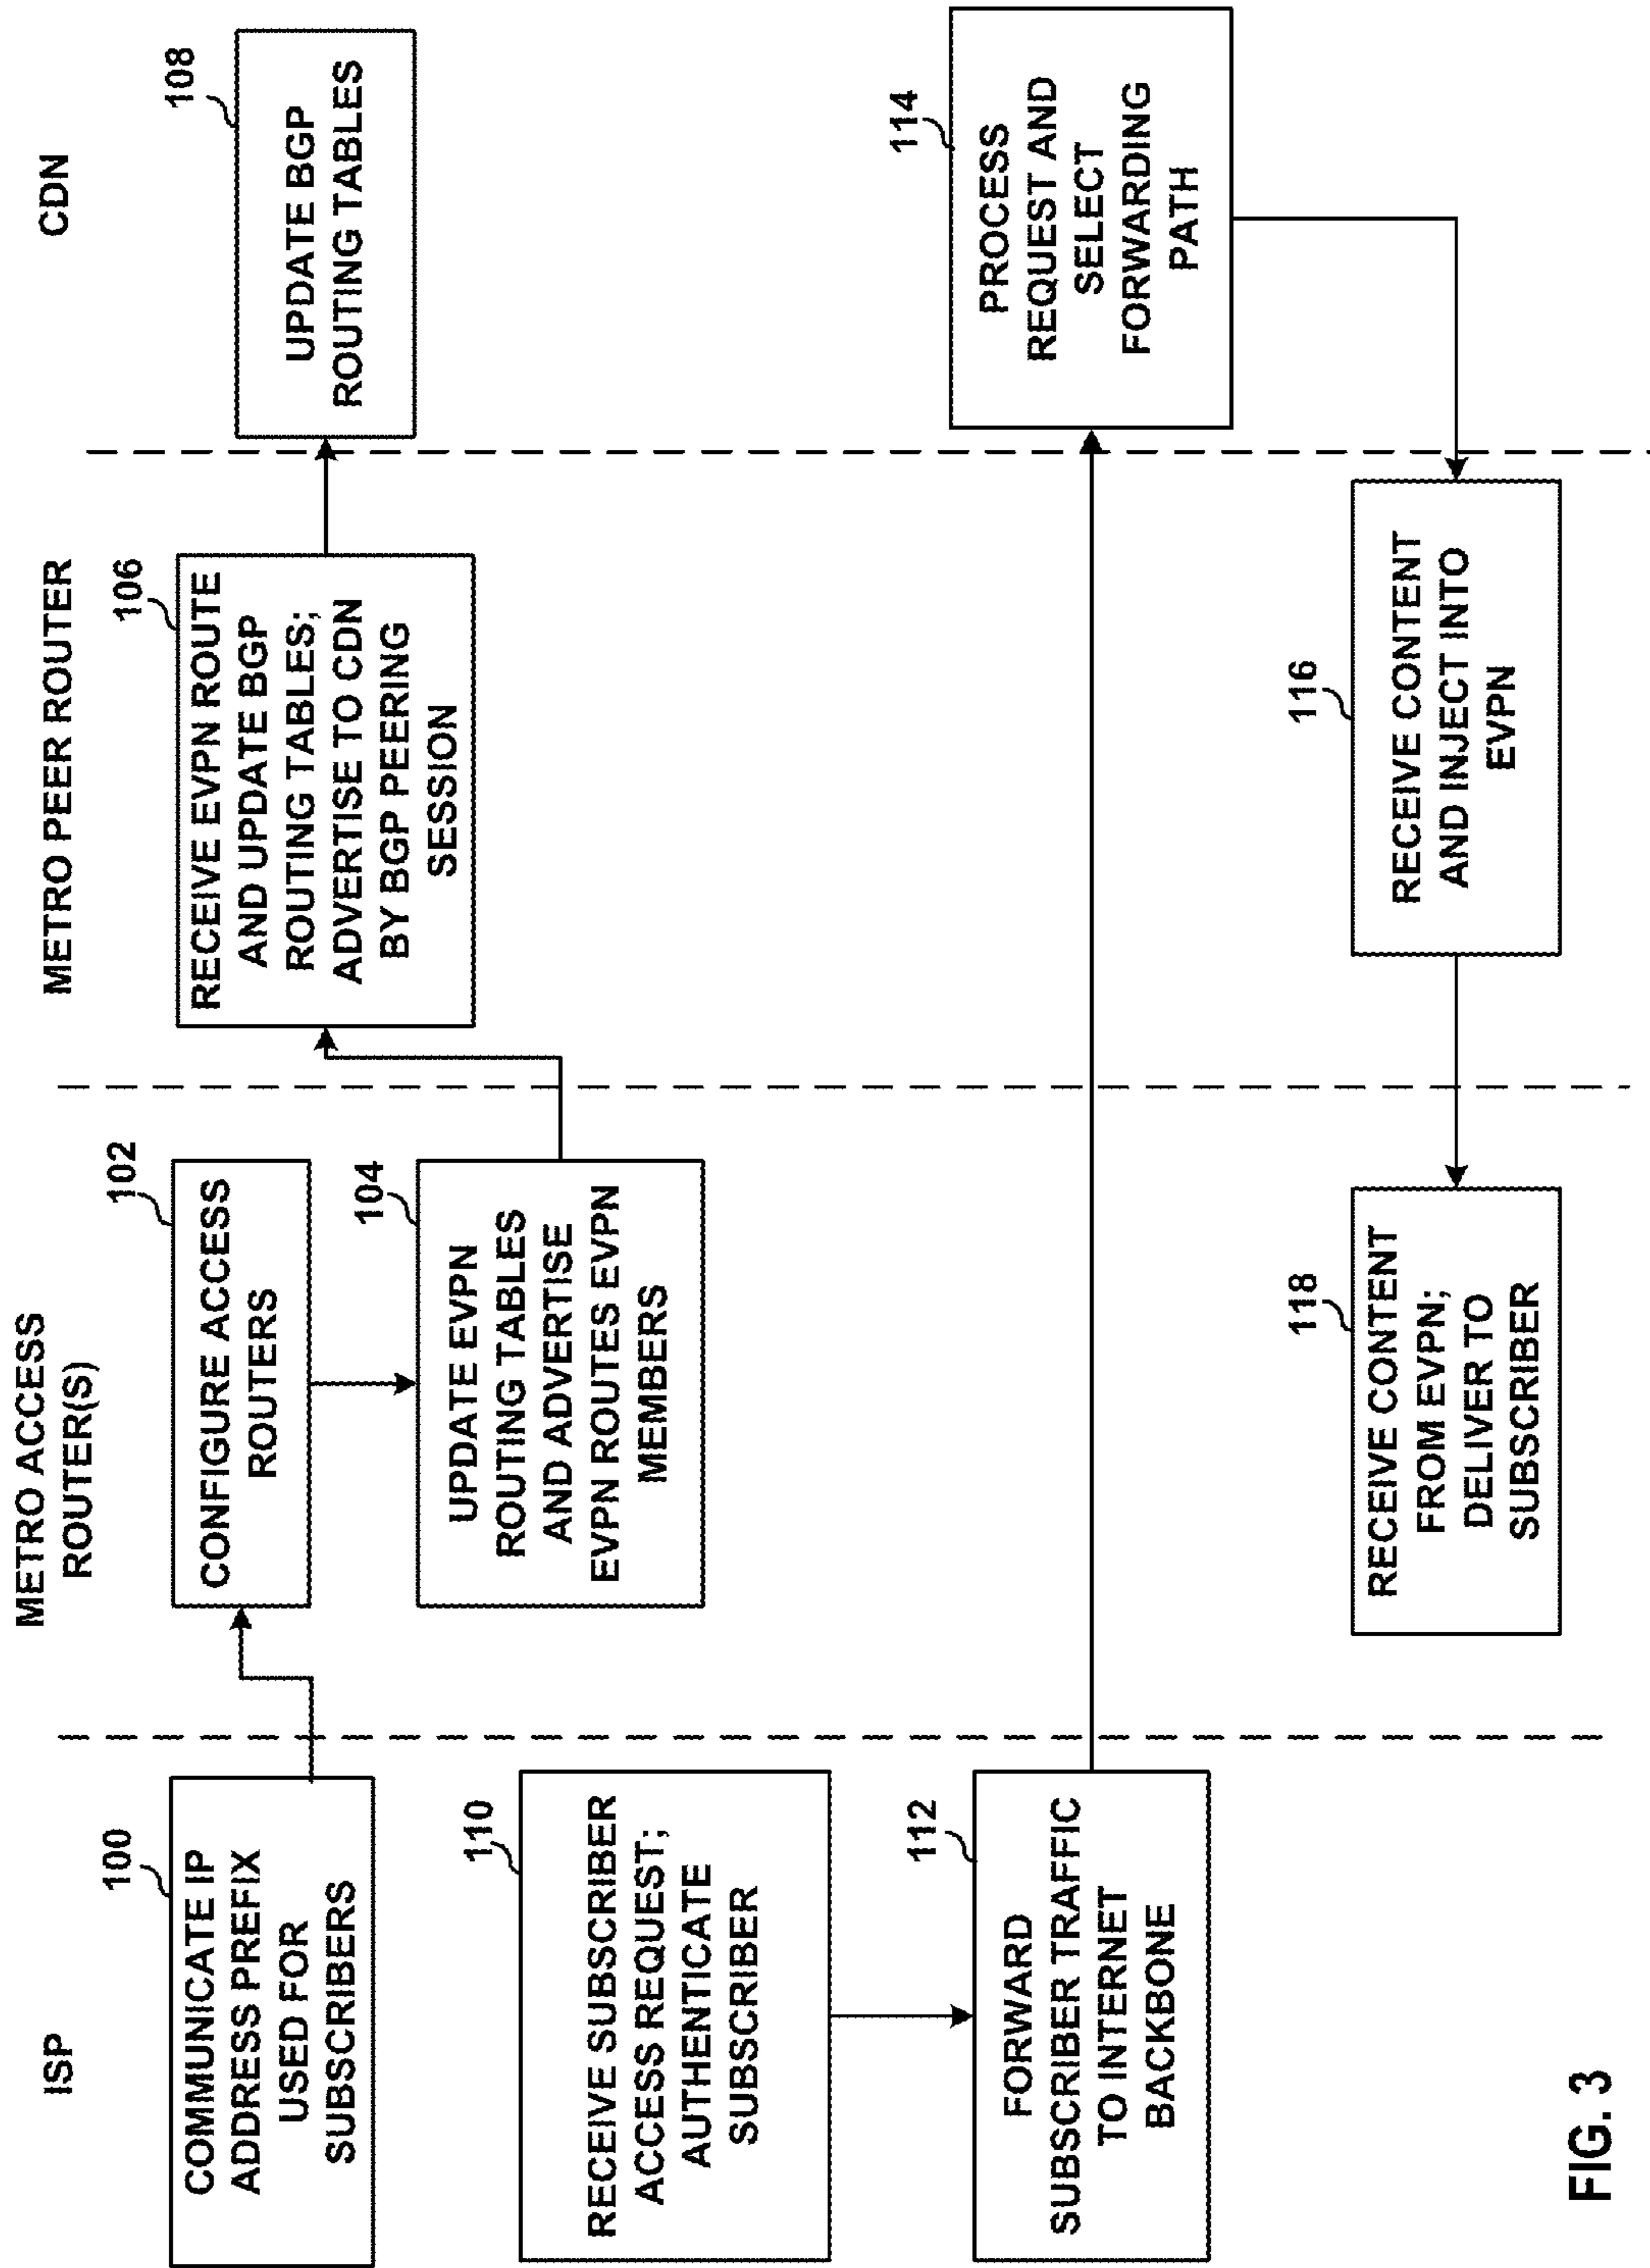 ISP
METRO ACCESS
ROUTER(S)
METRO PEER ROUTER
CDN
100
COMMUNICATE IP
ADDRESS PREFIX
USED FOR
SUBSCRIBERS
102
CONFIGURE ACCESS
ROUTERS
104
UPDATE EVPN
ROUTING TABLES
AND ADVERTISE
EVPN ROUTES EVPN
MEMBERS
106
RECEIVE EVPN ROUTE
AND UPDATE BGP
ROUTING TABLES;
ADVERTISE TO CDN
BY BGP PEERING
SESSION
108
UPDATE BGP
ROUTING TABLES
110
RECEIVE SUBSCRIBER
ACCESS REQUEST;
AUTHENTICATE
SUBSCRIBER
112
FORWARD
SUBSCRIBER TRAFFIC
TO INTERNET
BACKBONE
114
PROCESS
REQUEST AND
SELECT
FORWARDING
PATH
116
RECEIVE CONTENT
AND INJECT INTO
EVPN
118
RECEIVE CONTENT
FROM EVPN;
DELIVER TO
SUBSCRIBER
FIG. 3